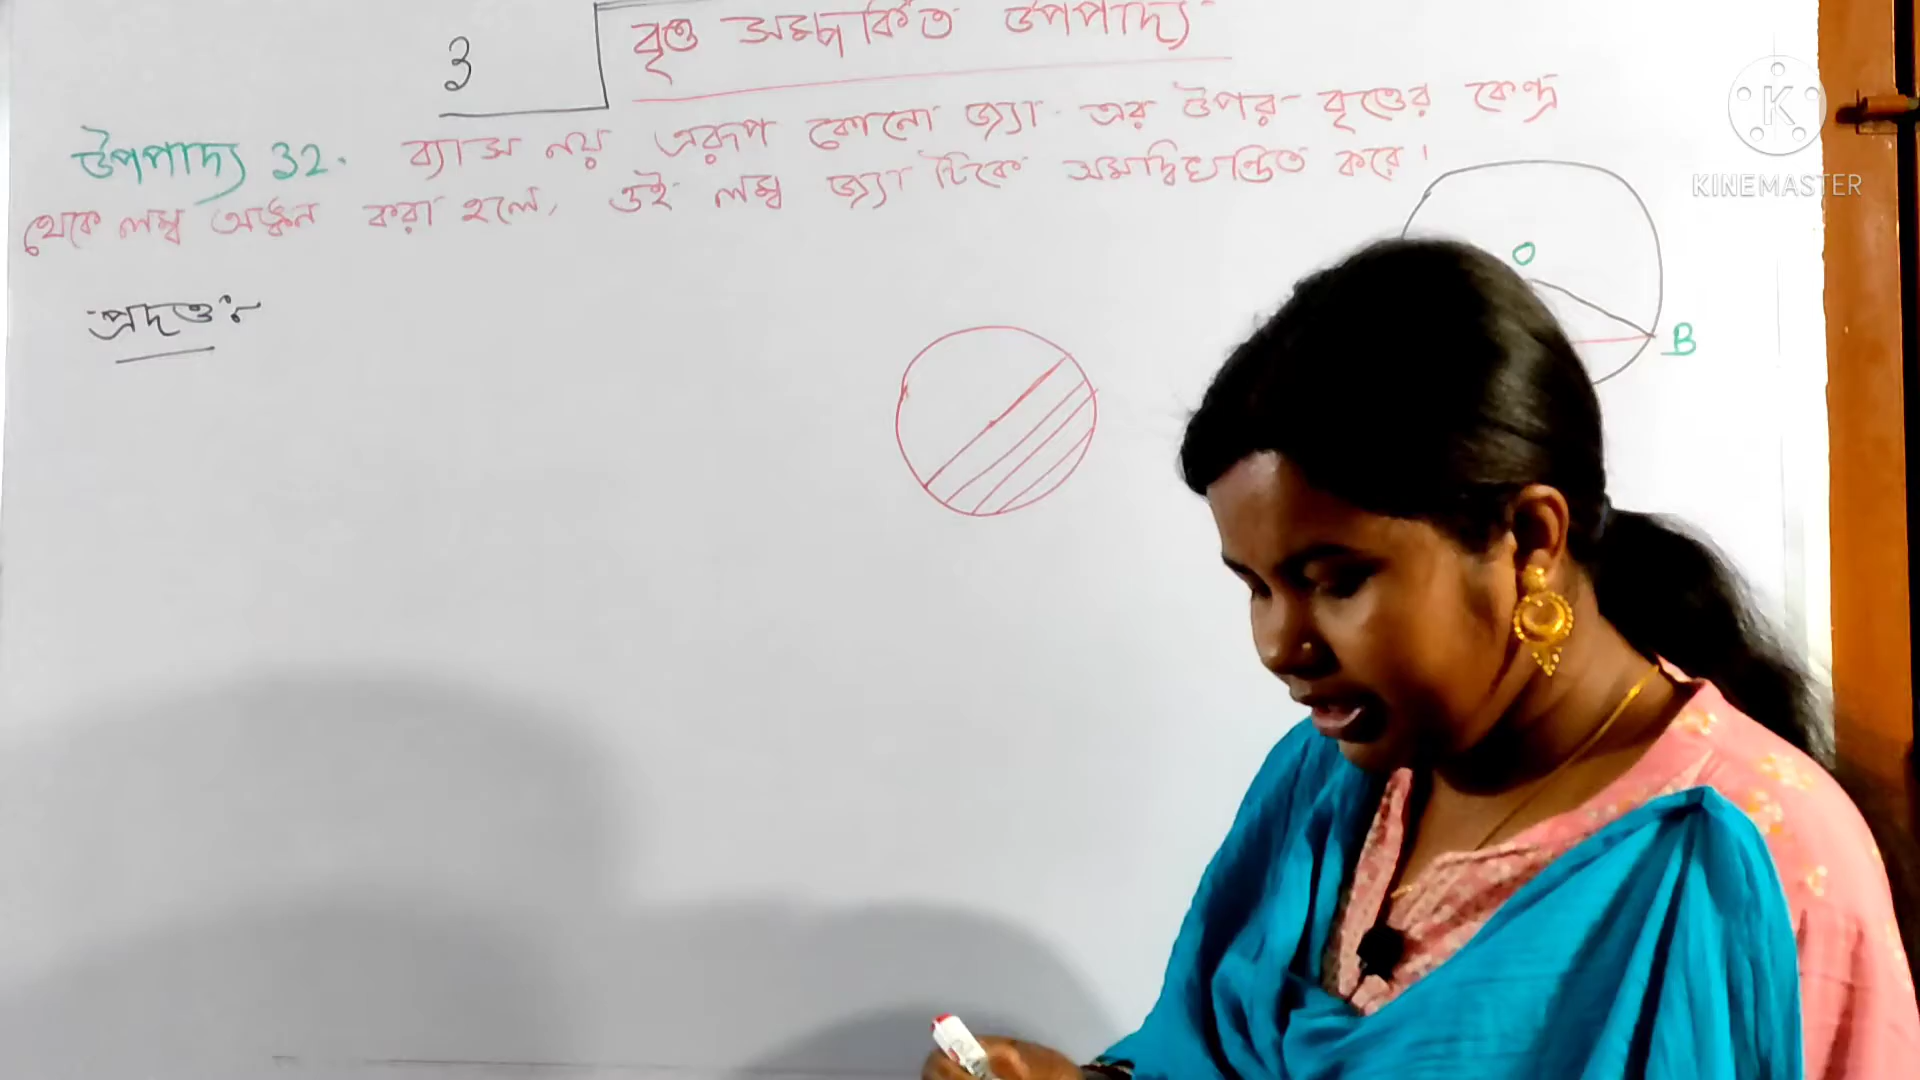 3
বৃত্ত সম্পর্কিত উপপাদ্য
উপপাদ্য 32. ব্যাস নয় এরূপ কোনো জ্যা এর উপর বৃত্তের কেন্দ্র
থেকে লম্ব অঙ্কন করা হলে, ওই লম্ব জ্যা টিকে সমদ্বিখণ্ডিত করে।
প্রদত্ত :-
O
B
K
KINEMASTER